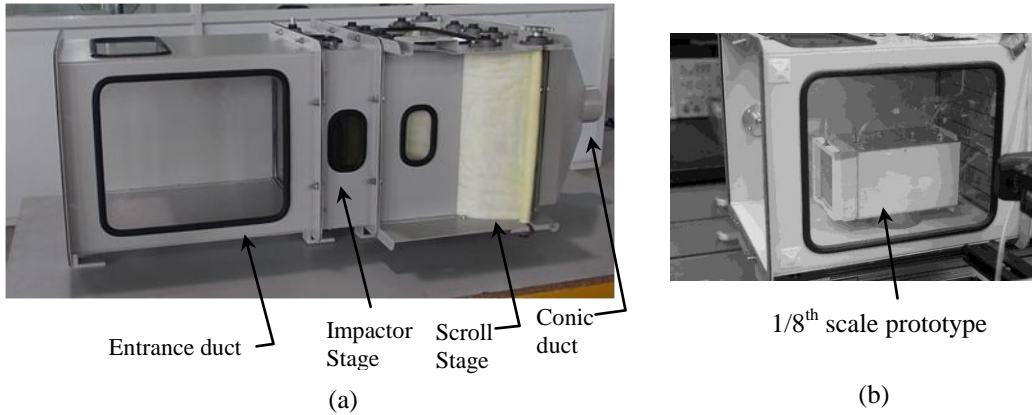 Entrance duct
Impactor
Stage
Scroll
Stage
Conic
duct
(a)
1/8th scale prototype
(b)